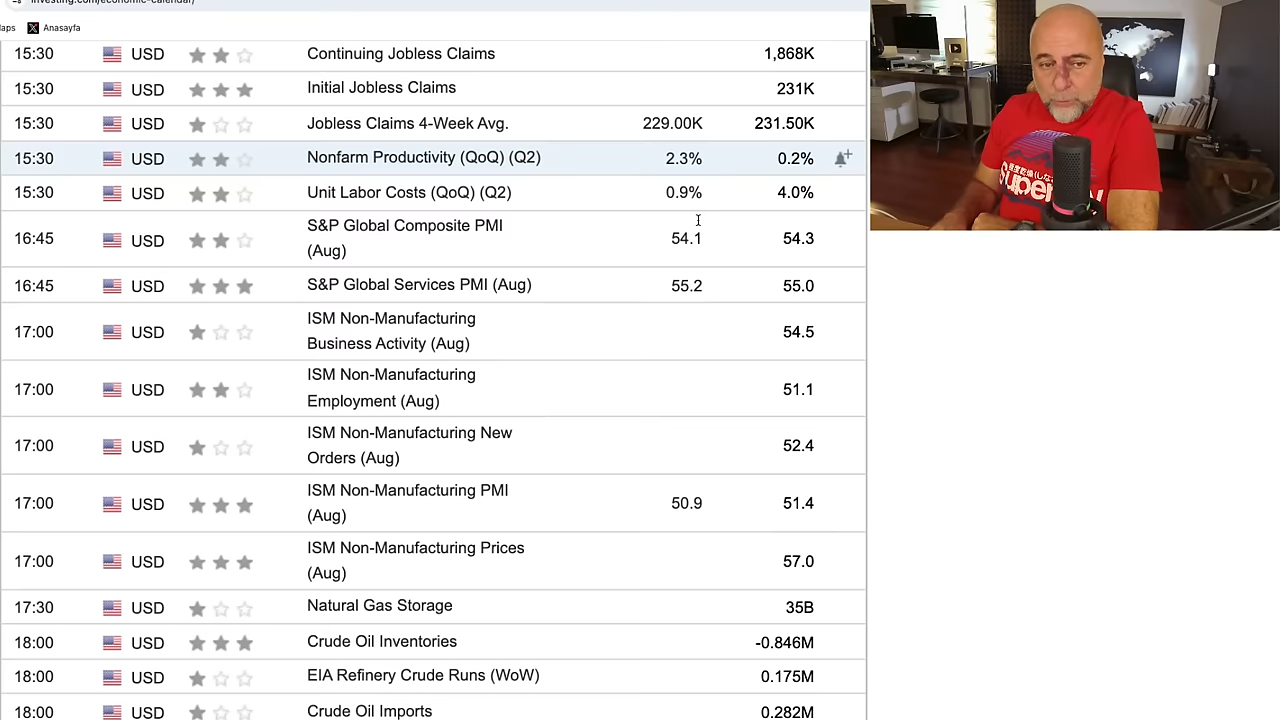 investing.com/economic-calendar/
Anasayfa
15:30 USD Continuing Jobless Claims 1,868K
15:30 USD Initial Jobless Claims 231K
15:30 USD Jobless Claims 4-Week Avg. 229.00K 231.50K
15:30 USD Nonfarm Productivity (QoQ) (Q2) 2.3% 0.2%
15:30 USD Unit Labor Costs (QoQ) (Q2) 0.9% 4.0%
16:45 USD S&P Global Composite PMI
(Aug) 54.1 54.3
16:45 USD S&P Global Services PMI (Aug) 55.2 55.0
17:00 USD ISM Non-Manufacturing
Business Activity (Aug) 54.5
17:00 USD ISM Non-Manufacturing
Employment (Aug) 51.1
17:00 USD ISM Non-Manufacturing New
Orders (Aug) 52.4
17:00 USD ISM Non-Manufacturing PMI
(Aug) 50.9 51.4
17:00 USD ISM Non-Manufacturing Prices
(Aug) 57.0
17:30 USD Natural Gas Storage 35B
18:00 USD Crude Oil Inventories -0.846M
18:00 USD EIA Refinery Crude Runs (WoW) 0.175M
18:00 USD Crude Oil Imports 0.282M